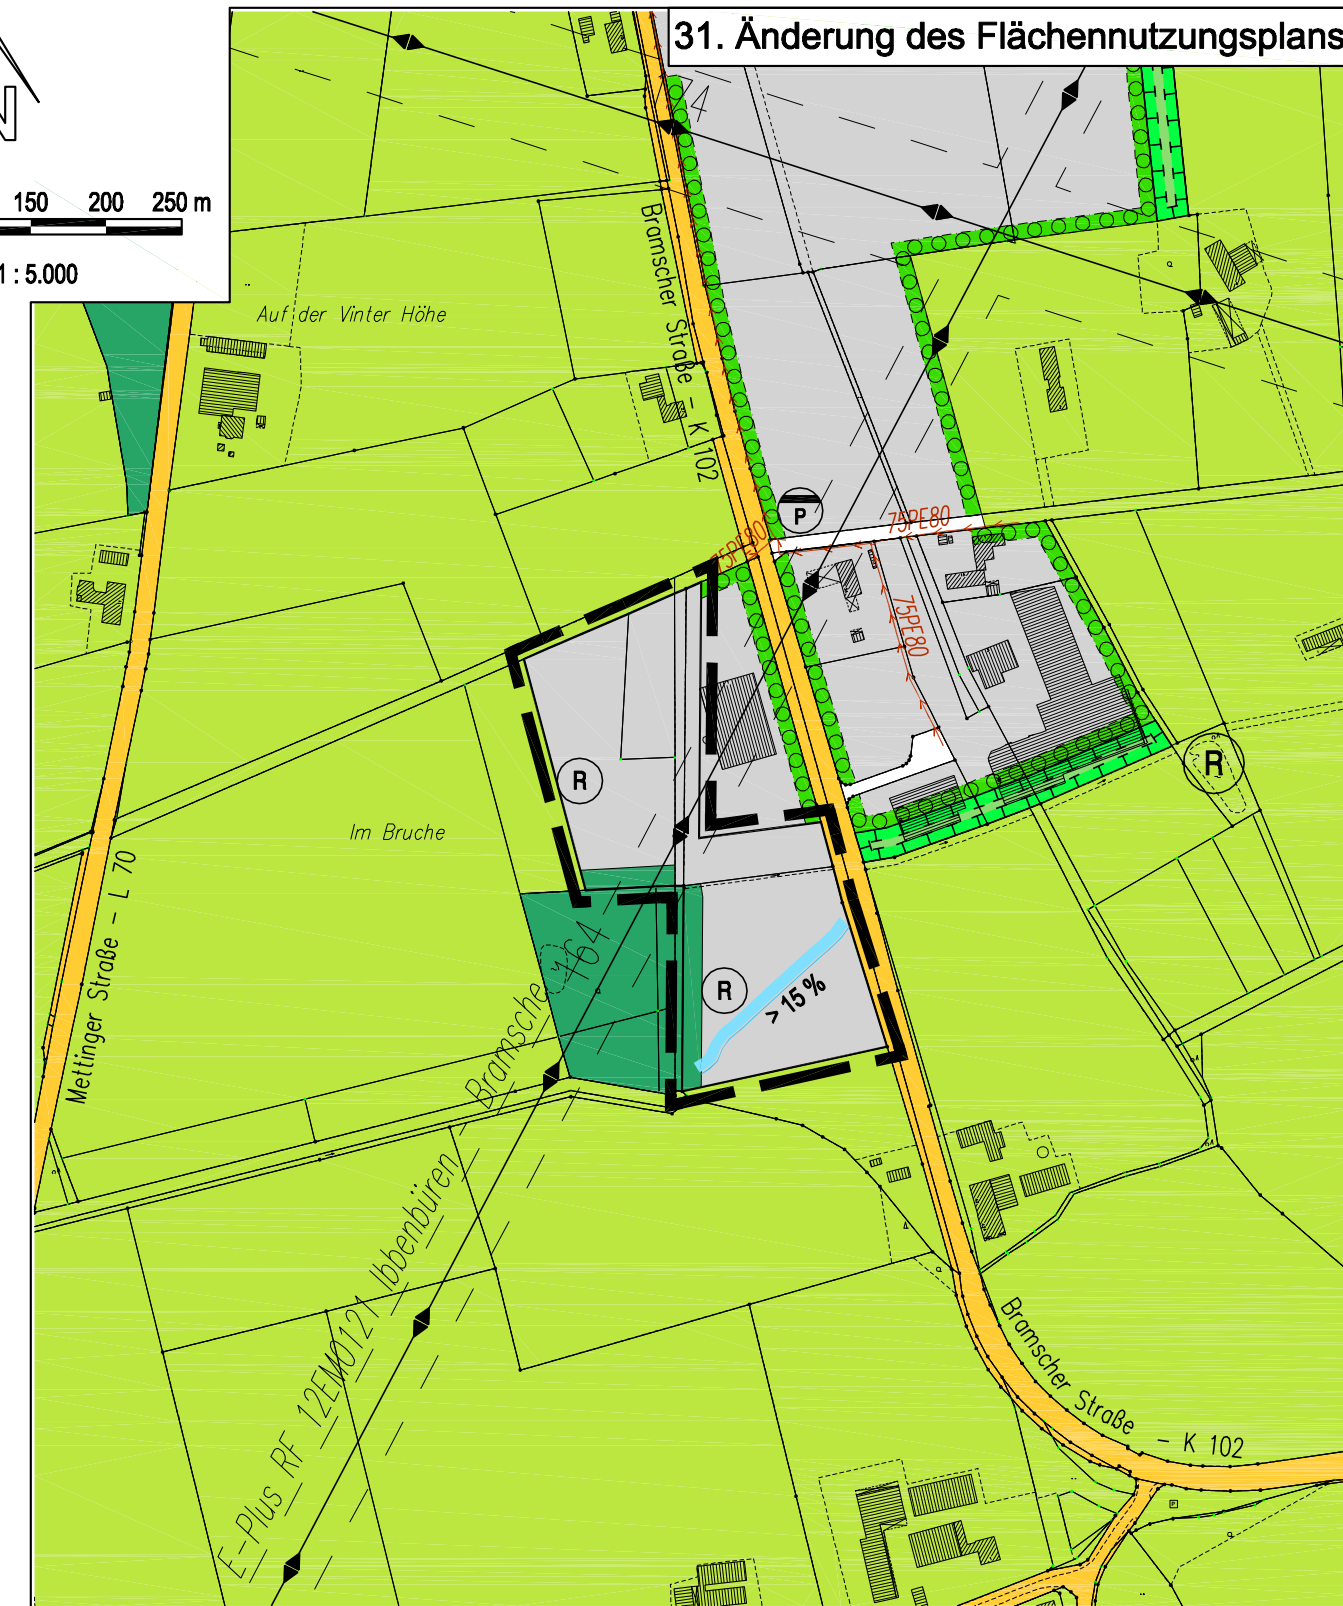 31. Änderung des Flächennutzungsplans
N
150 200 250 m
1 : 5.000
Auf der Vinter Höhe
Bramscher Straße - K 102
P
75PE80
75PE80
75PE80
R
R
Im Bruche
Mettinger Straße - L 70
R
> 15 %
E-Plus RF 12EM0121 Ibbenbüren - Bramsche 164
Bramscher Straße - K 102
P